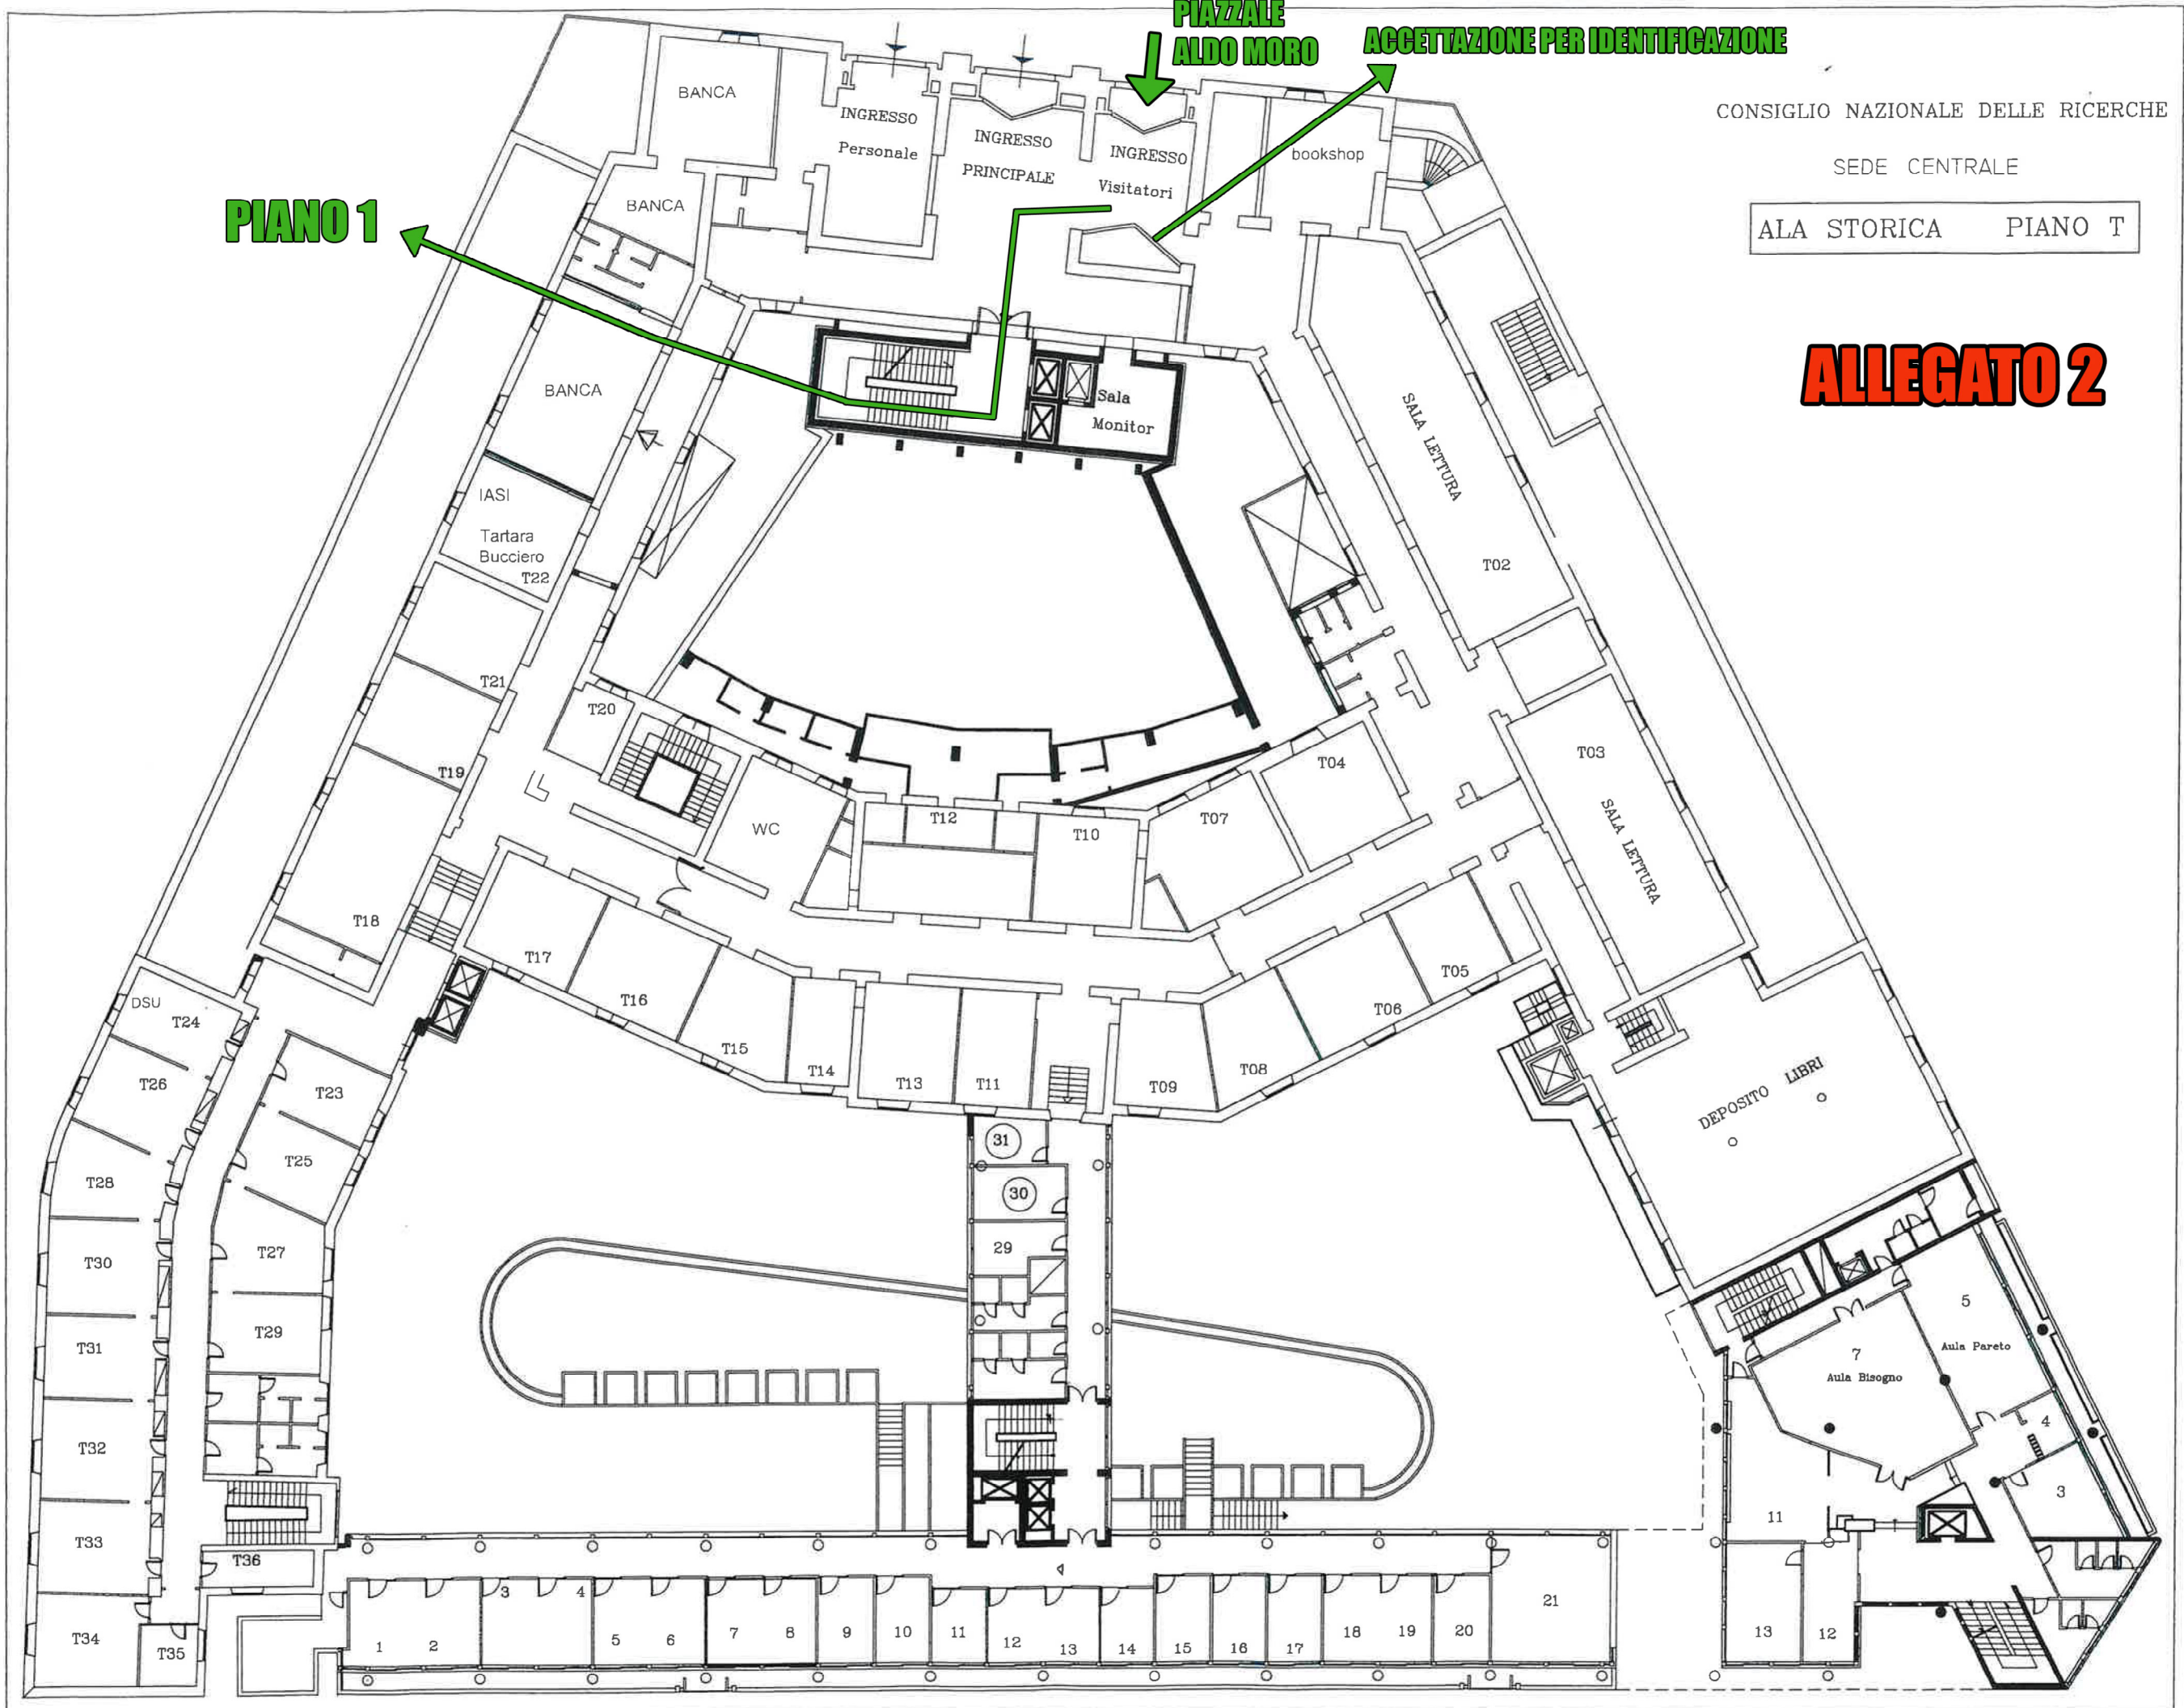 PIAZZALE
ALDO MORO
ACCETTAZIONE PER IDENTIFICAZIONE
CONSIGLIO NAZIONALE DELLE RICERCHE
SEDE CENTRALE
ALA STORICA PIANO T
ALLEGATO 2
PIANO 1
BANCA
INGRESSO
Personale
INGRESSO
PRINCIPALE
INGRESSO
Visitatori
bookshop
BANCA
BANCA
Sala
Monitor
SALA LETTURA
T02
IASI
Tartara
Bucciero
T22
T21
T20
T19
T18
WC
T12
T10
T07
T04
T03
SALA LETTURA
T17
T16
T15
T14
T13
T11
T09
T08
T06
T05
DEPOSITO LIBRI
DSU
T24
T26
T23
T25
T28
T27
T30
T29
T31
T32
T33
T36
T34
T35
31
30
29
5
Aula Pareto
7
Aula Bisogno
4
3
11
13
12
1
2
3
4
5
6
7
8
9
10
11
12
13
14
15
16
17
18
19
20
21